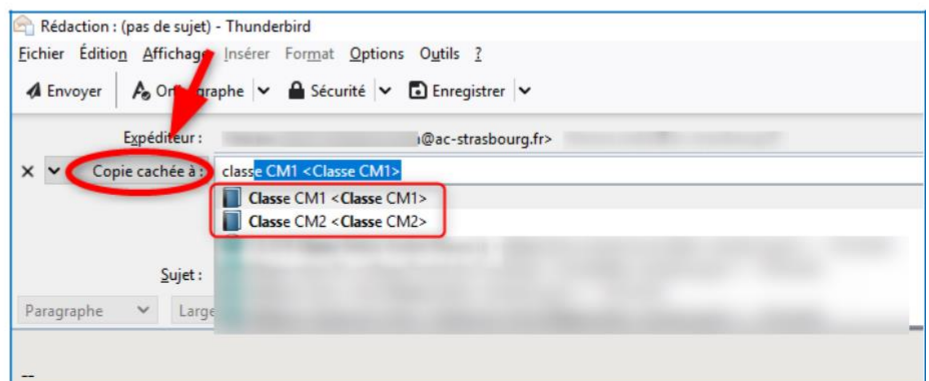 Rédaction : (pas de sujet) - Thunderbird
Fichier Édition Affichage Insérer Format Options Outils ?
Envoyer Orthographe Sécurité Enregistrer
Expéditeur : @ac-strasbourg.fr>
Copie cachée à : classe CM1 <Classe CM1>
Classe CM1 <Classe CM1>
Classe CM2 <Classe CM2>
Sujet :
Paragraphe Large
--